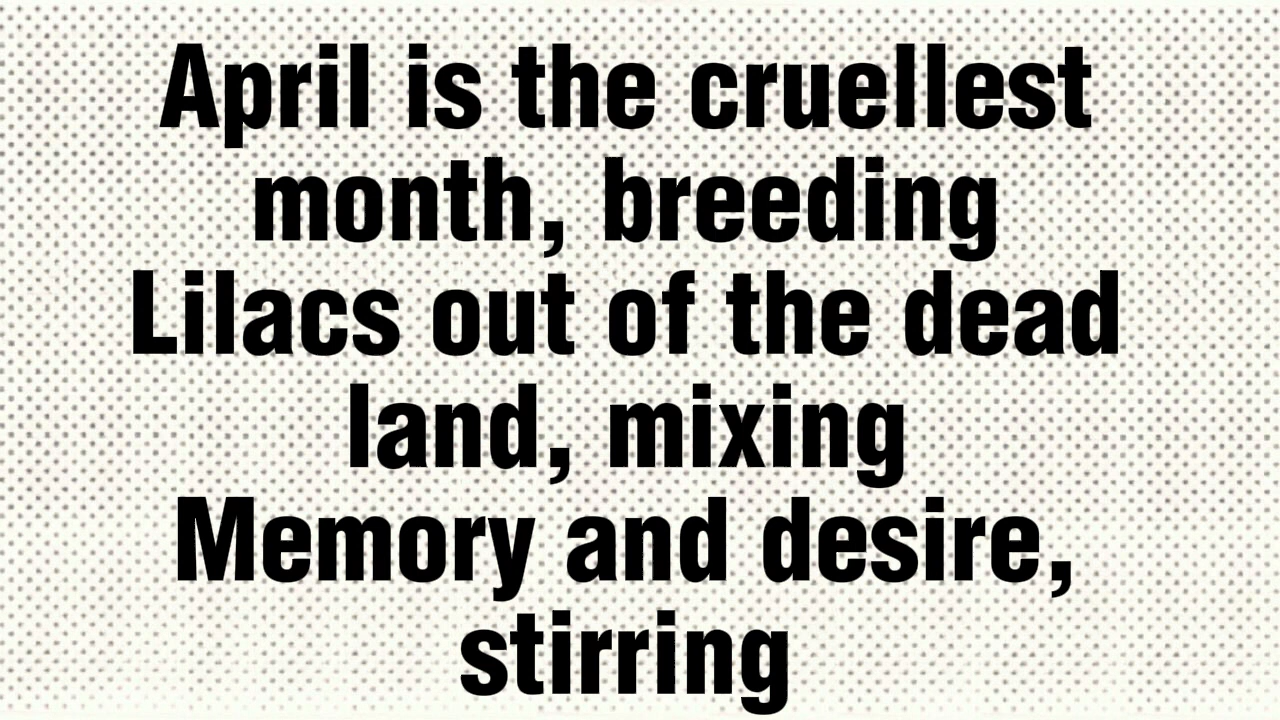 April is the cruellest
month, breeding
Lilacs out of the dead
land, mixing
Memory and desire,
stirring